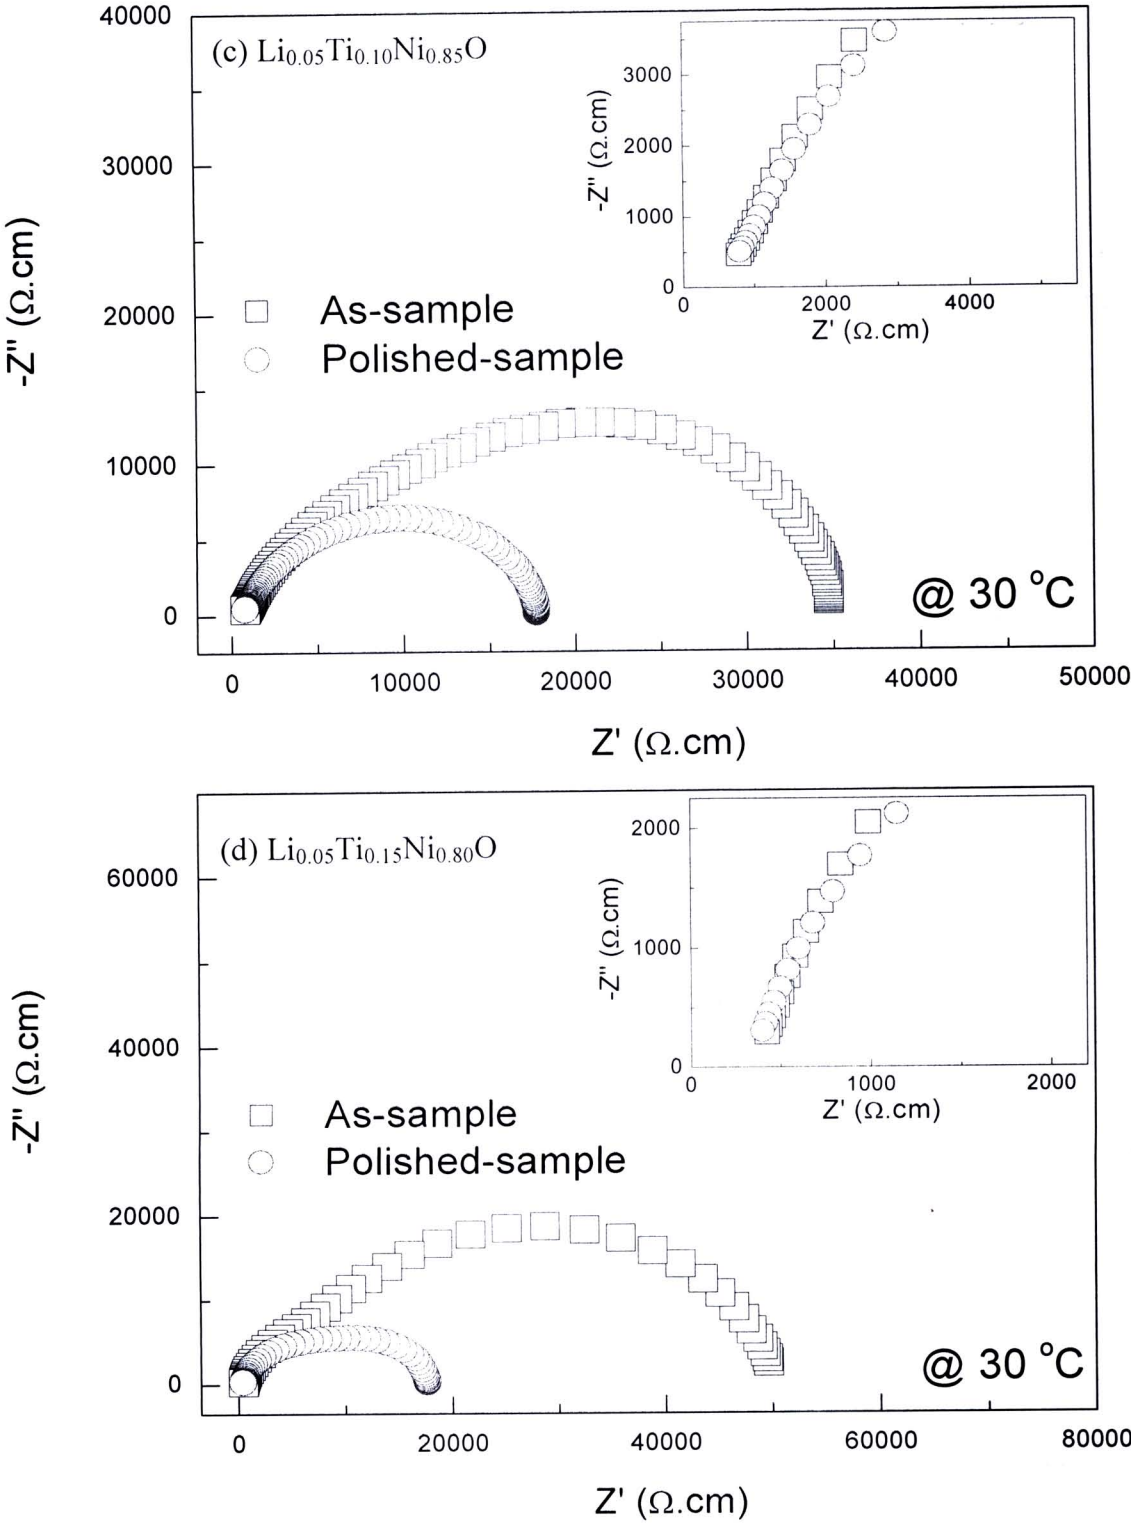 40000
(c) Li0.05Ti0.10Ni0.85O
3000
-Z" (Ω.cm)
2000
30000
1000
0
0 2000 4000
Z' (Ω.cm)
-Z" (Ω.cm)
20000
As-sample
Polished-sample
10000
0
@ 30 °C
0 10000 20000 30000 40000 50000
Z' (Ω.cm)
(d) Li0.05Ti0.15Ni0.80O
2000
60000
-Z" (Ω.cm)
1000
0
0 1000 2000
Z' (Ω.cm)
-Z" (Ω.cm)
40000
As-sample
Polished-sample
20000
0
@ 30 °C
0 20000 40000 60000 80000
Z' (Ω.cm)